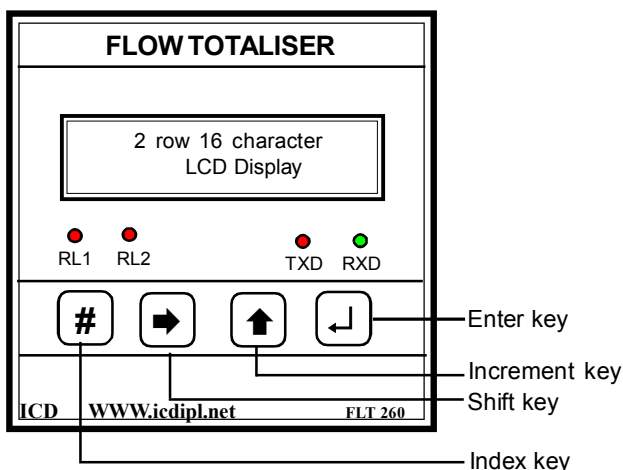 FLOW TOTALISER
2 row 16 character
LCD Display
RL1 RL2 TXD RXD
#
Enter key
Increment key
Shift key
ICD WWW.icdipl.net FLT 260
Index key